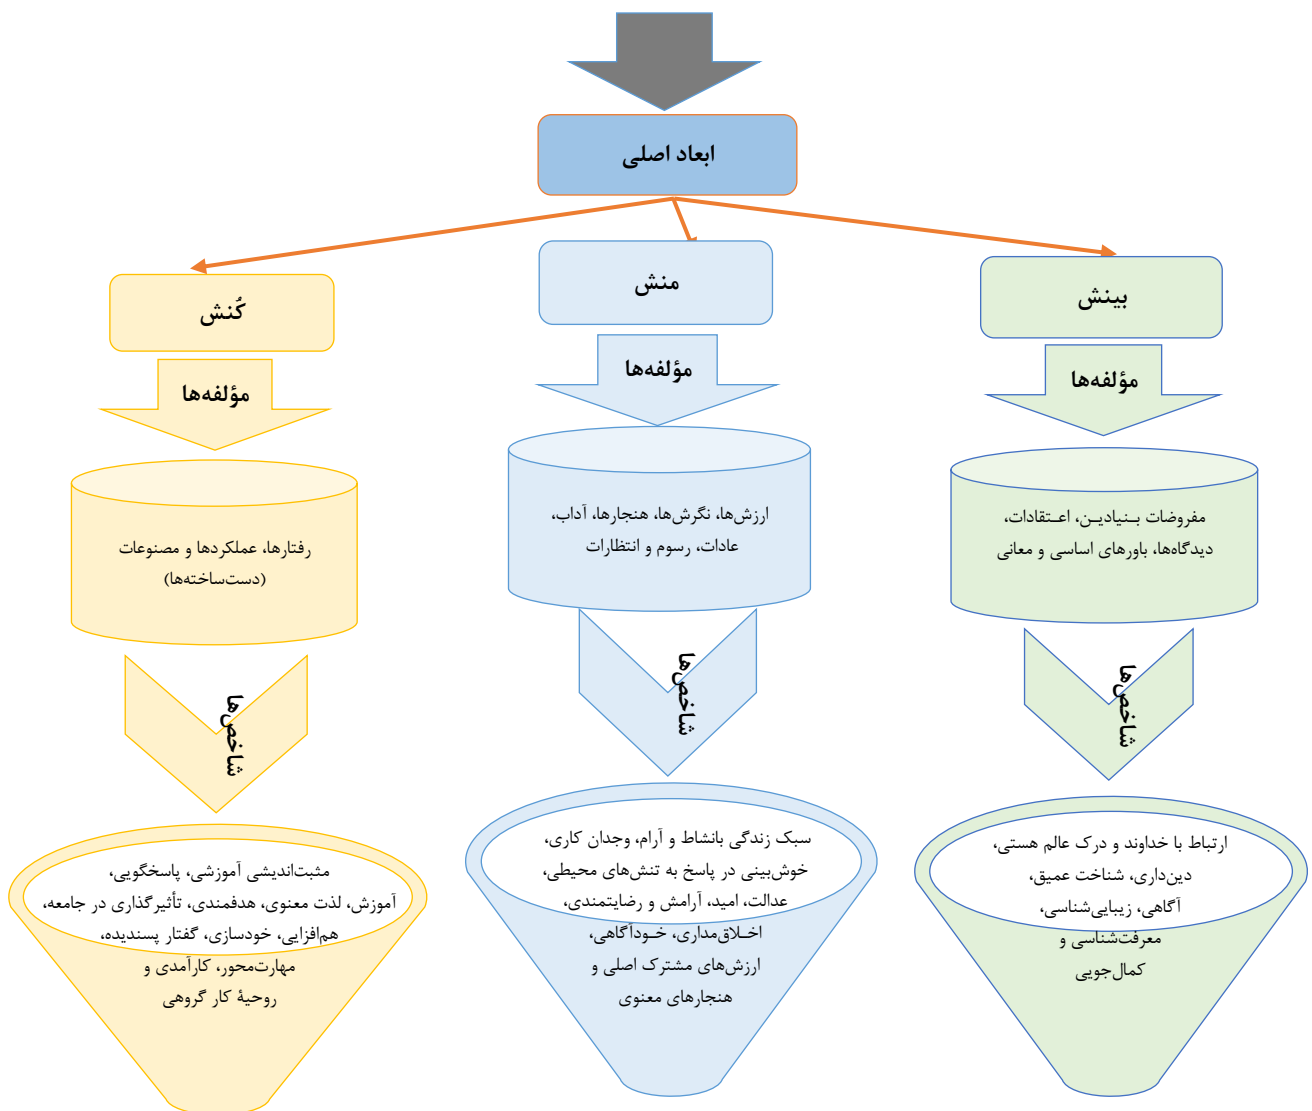 ابعاد اصلی
بینش
مؤلفه‌ها
مفروضات بـنیادیـن، اعـتقادات،
دیدگاه‌ها، باورهای اساسی و معانی
شاخص‌ها
ارتباط با خداوند و درک عالم هستی
دین‌داری، شناخت عمیق،
آگاهی، زیبایی‌شناسی،
معرفت‌شناسی و
کمال‌جویی
منش
مؤلفه‌ها
ارزش‌ها، نگرش‌ها، هنجارها، آداب،
عادات، رسوم و انتظارات
شاخص‌ها
سبک زندگی بانشاط و آرام، وجدان کاری،
خوش‌بینی در پاسخ به تنش‌های محیطی،
عدالت، امید، آرامش و رضایتمندی،
اخـلاق‌مداری، خـودآگاهی،
ارزش‌های مشترک اصلی و
هنجارهای معنوی
کُنش
مؤلفه‌ها
رفتارها، عملکردها و مصنوعات
(دست‌ساخته‌ها)
شاخص‌ها
مثبت‌اندیشی آموزشی، پاسخگویی،
آموزش، لذت معنوی، هدفمندی، تأثیرگذاری در جامعه،
هم‌افزایی، خودسازی، گفتار پسندیده،
مهارت‌محور، کارآمدی و
روحیهٔ کار گروهی